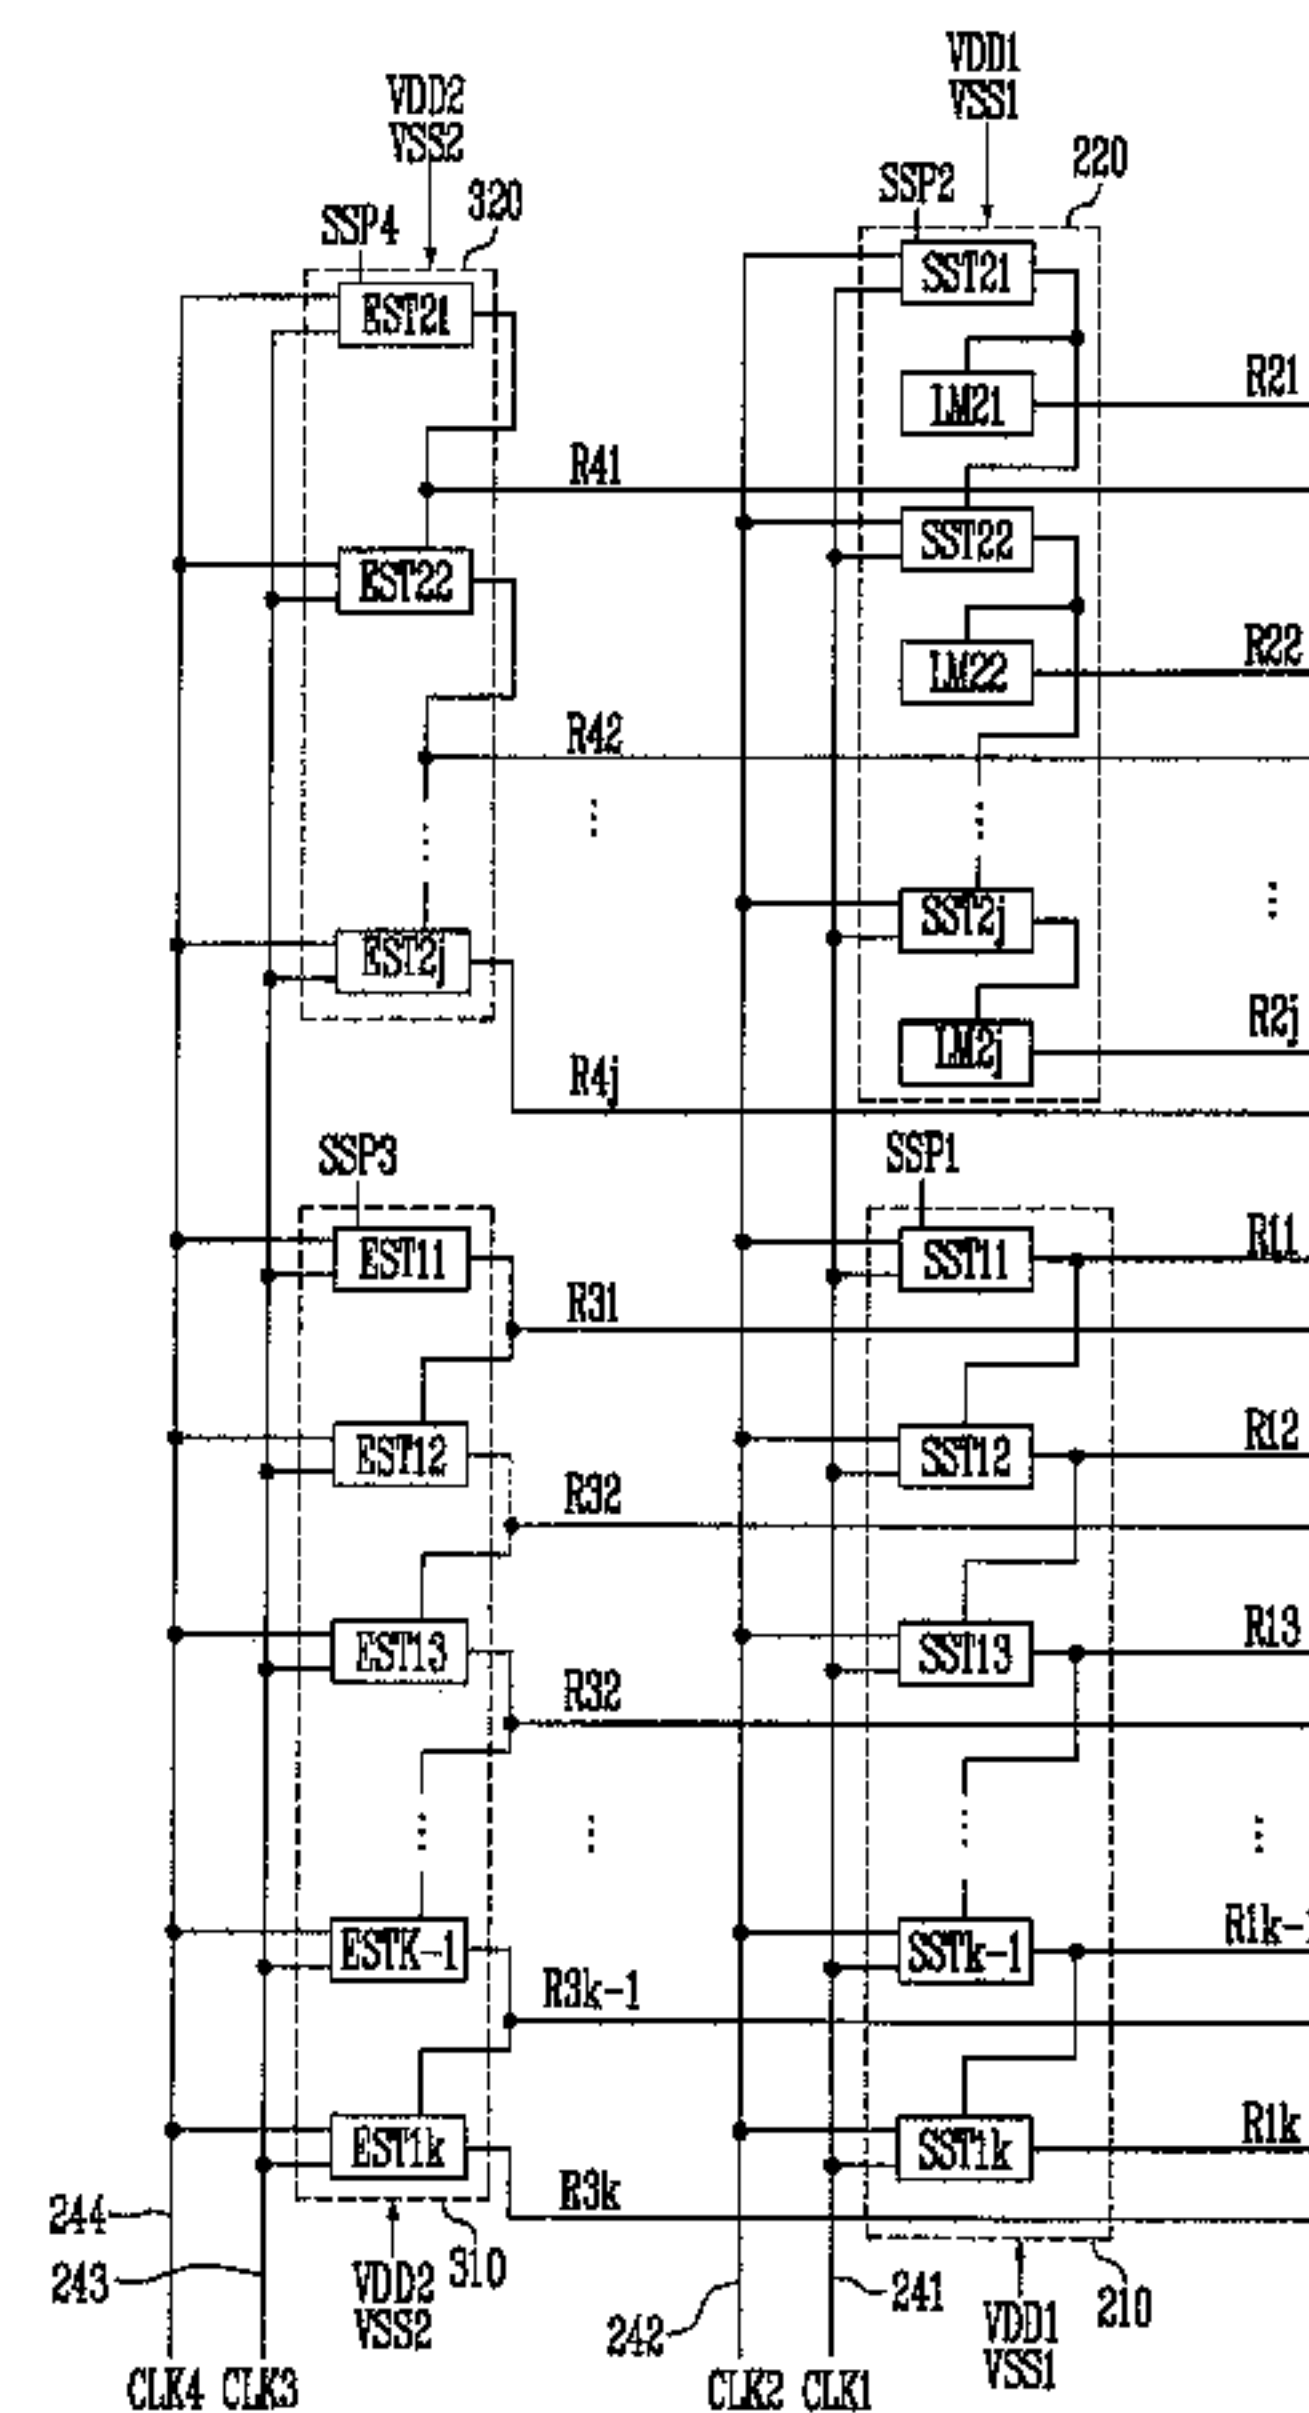 VDD1
VSS1
VDD2
VSS2
220
SSP2
320
SSP4
SST21
EST21
R21
LM21
R41
SST22
EST22
R22
LM22
R42
⋮
⋮
⋮
⋮
SST2j
EST2j
R2j
LM2j
R4j
SSP3
SSP1
R11
EST11
SST11
R31
R12
EST12
SST12
R32
R13
EST13
SST13
R32
⋮
⋮
⋮
⋮
R1k-1
ESTK-1
SSTk-1
R3k-1
R1k
EST1k
SST1k
R3k
244
243
310
VDD2
VSS2
241
210
242
VDD1
VSS1
CLK4
CLK3
CLK2
CLK1